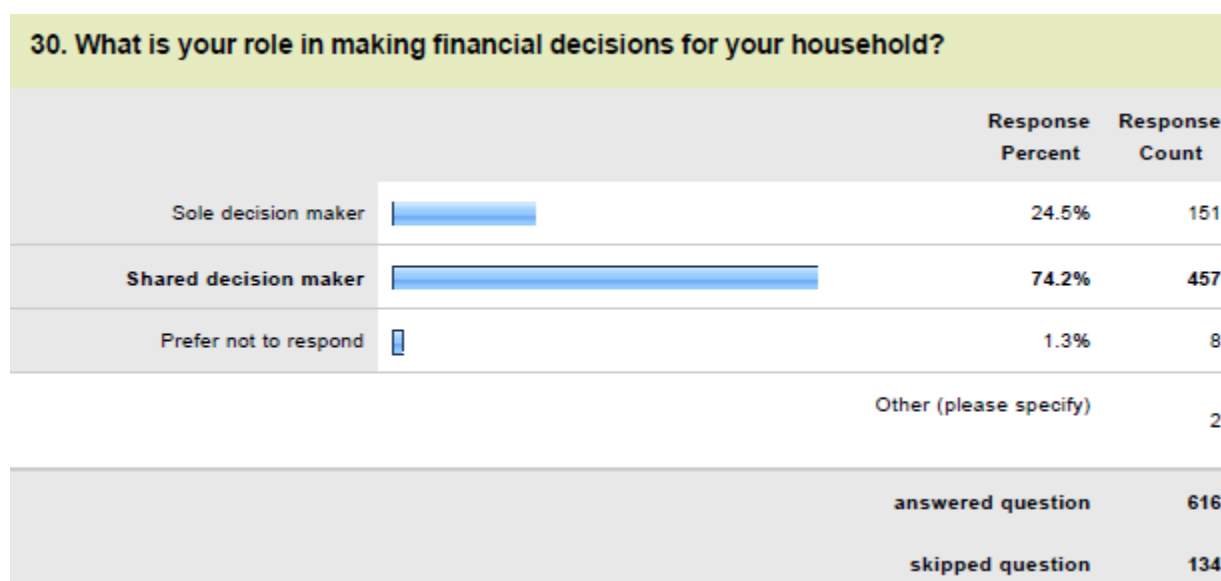 30. What is your role in making financial decisions for your household?
Response Response
Percent Count
Sole decision maker 24.5% 151
Shared decision maker 74.2% 457
Prefer not to respond 1.3% 8
Other (please specify)
2
answered question 616
skipped question 134